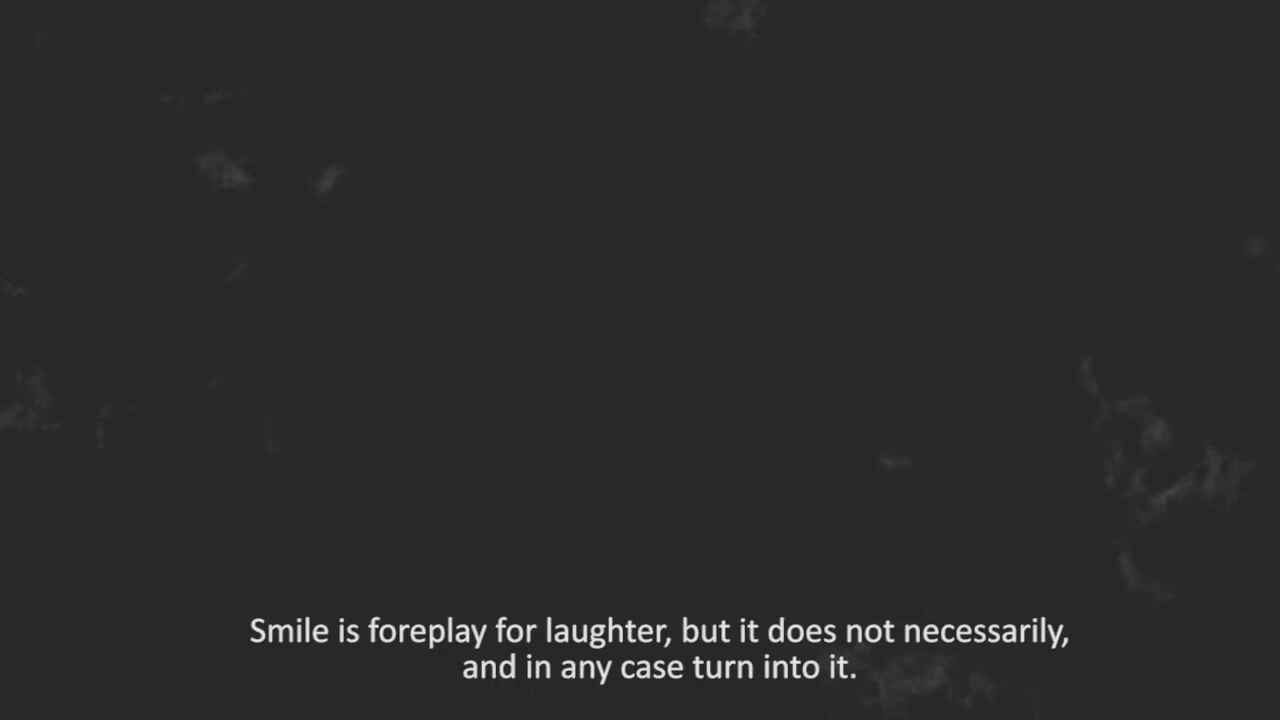 Smile is foreplay for laughter, but it does not necessarily,
and in any case turn into it.